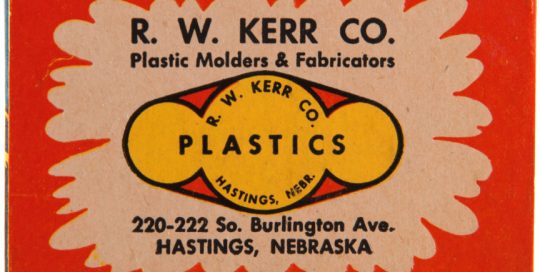 R. W. KERR CO.
Plastic Molders & Fabricators
R. W. KERR CO.
PLASTICS
HASTINGS, NEBR.
220-222 So. Burlington Ave.
HASTINGS, NEBRASKA